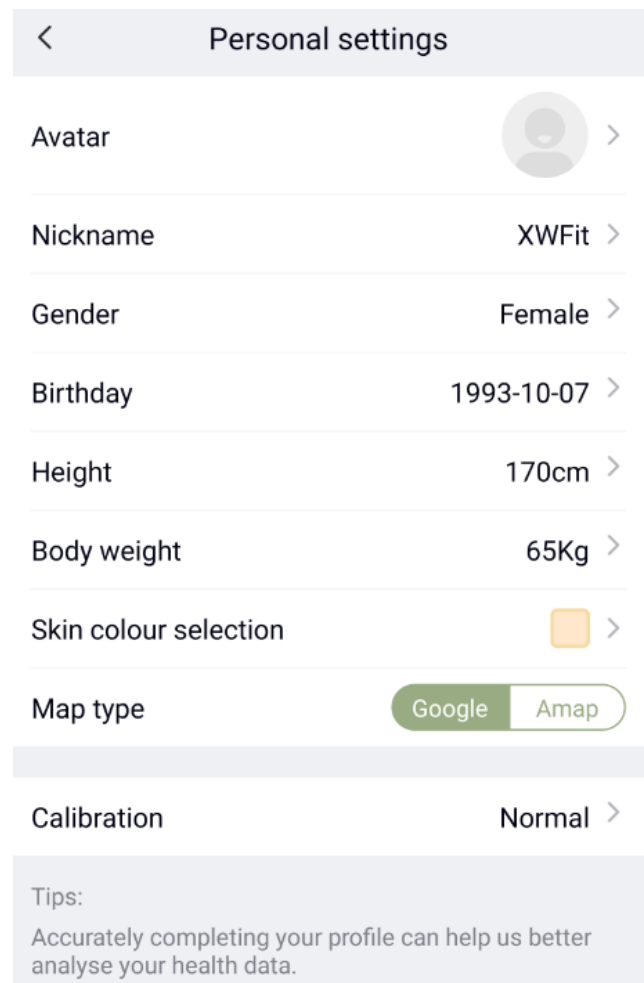 Personal settings
Avatar
Nickname XWFit
Gender Female
Birthday 1993-10-07
Height 170cm
Body weight 65Kg
Skin colour selection
Map type Google Amap
Calibration Normal
Tips:
Accurately completing your profile can help us better
analyse your health data.